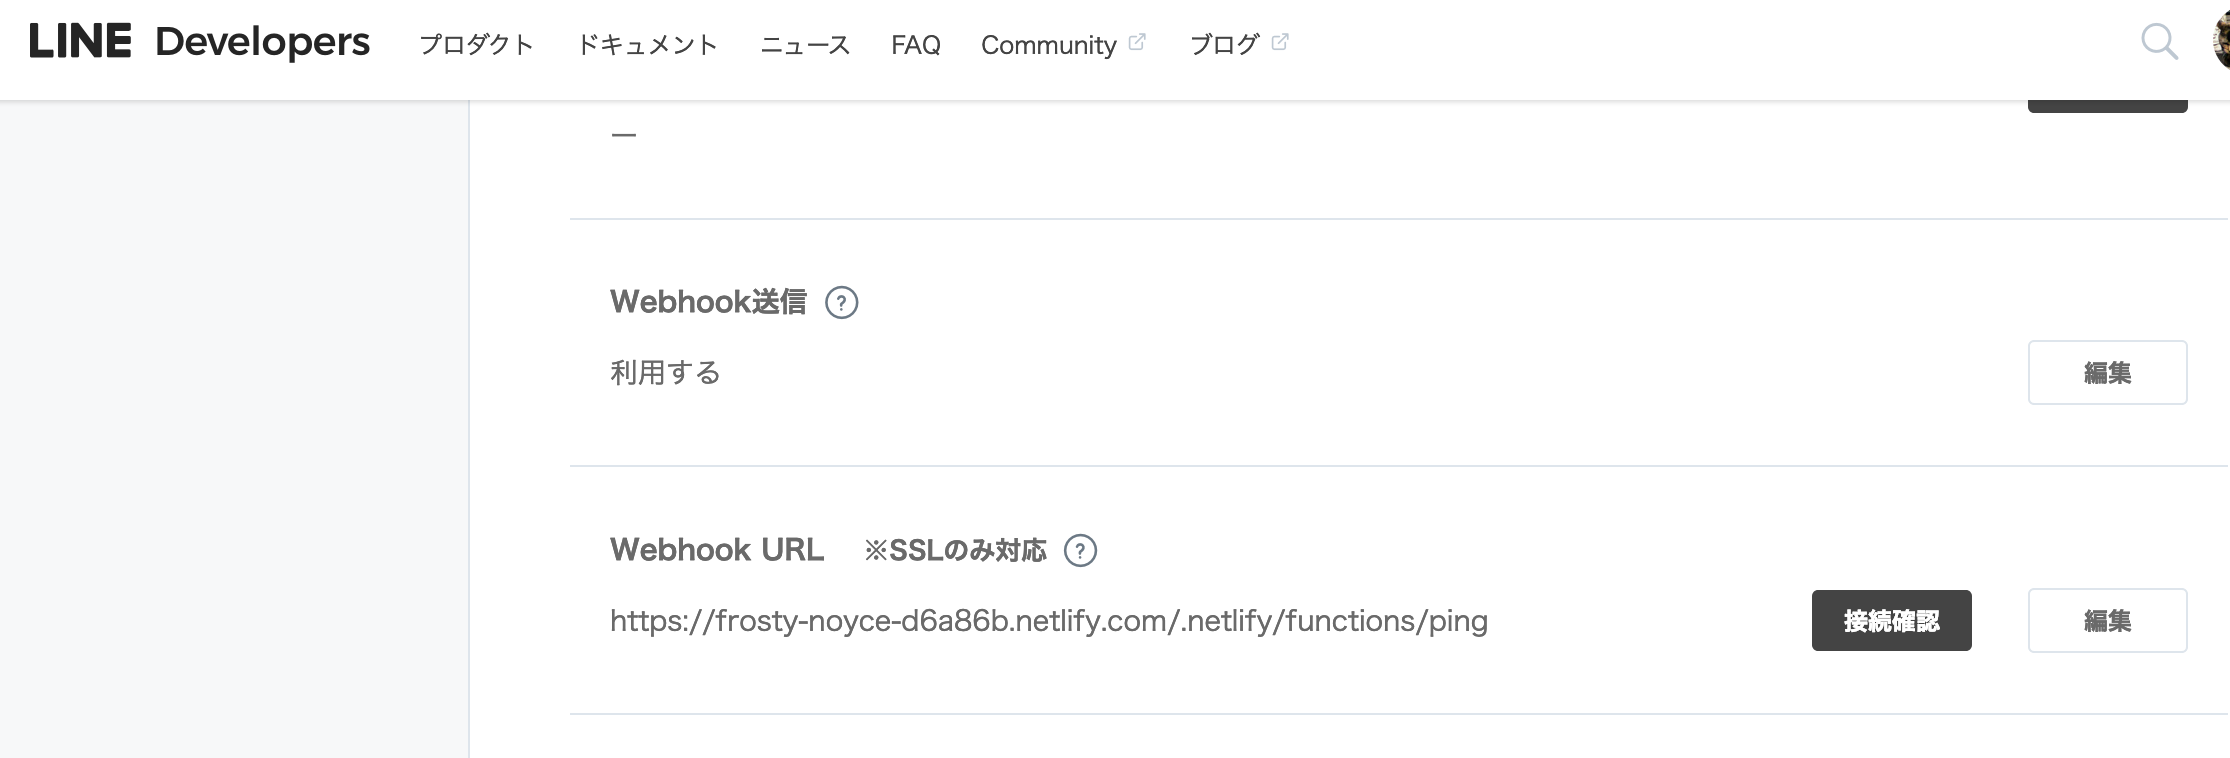 LINE Developers プロダクト ドキュメント ニュース FAQ Community ブログ
—
Webhook送信 ?
利用する 編集
Webhook URL ※SSLのみ対応 ?
https://frosty-noyce-d6a86b.netlify.com/.netlify/functions/ping 接続確認 編集